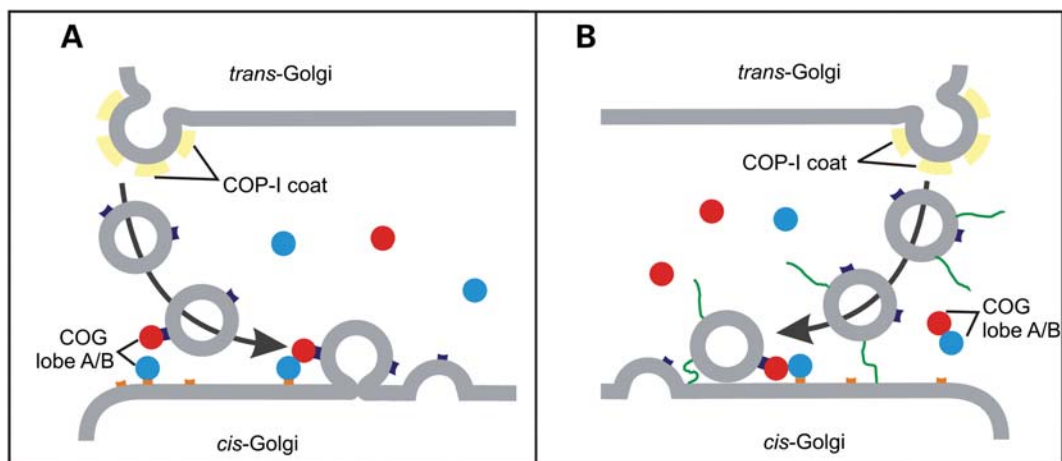 A
trans-Golgi
COP-I coat
COG
lobe A/B
cis-Golgi
B
trans-Golgi
COP-I coat
COG
lobe A/B
cis-Golgi